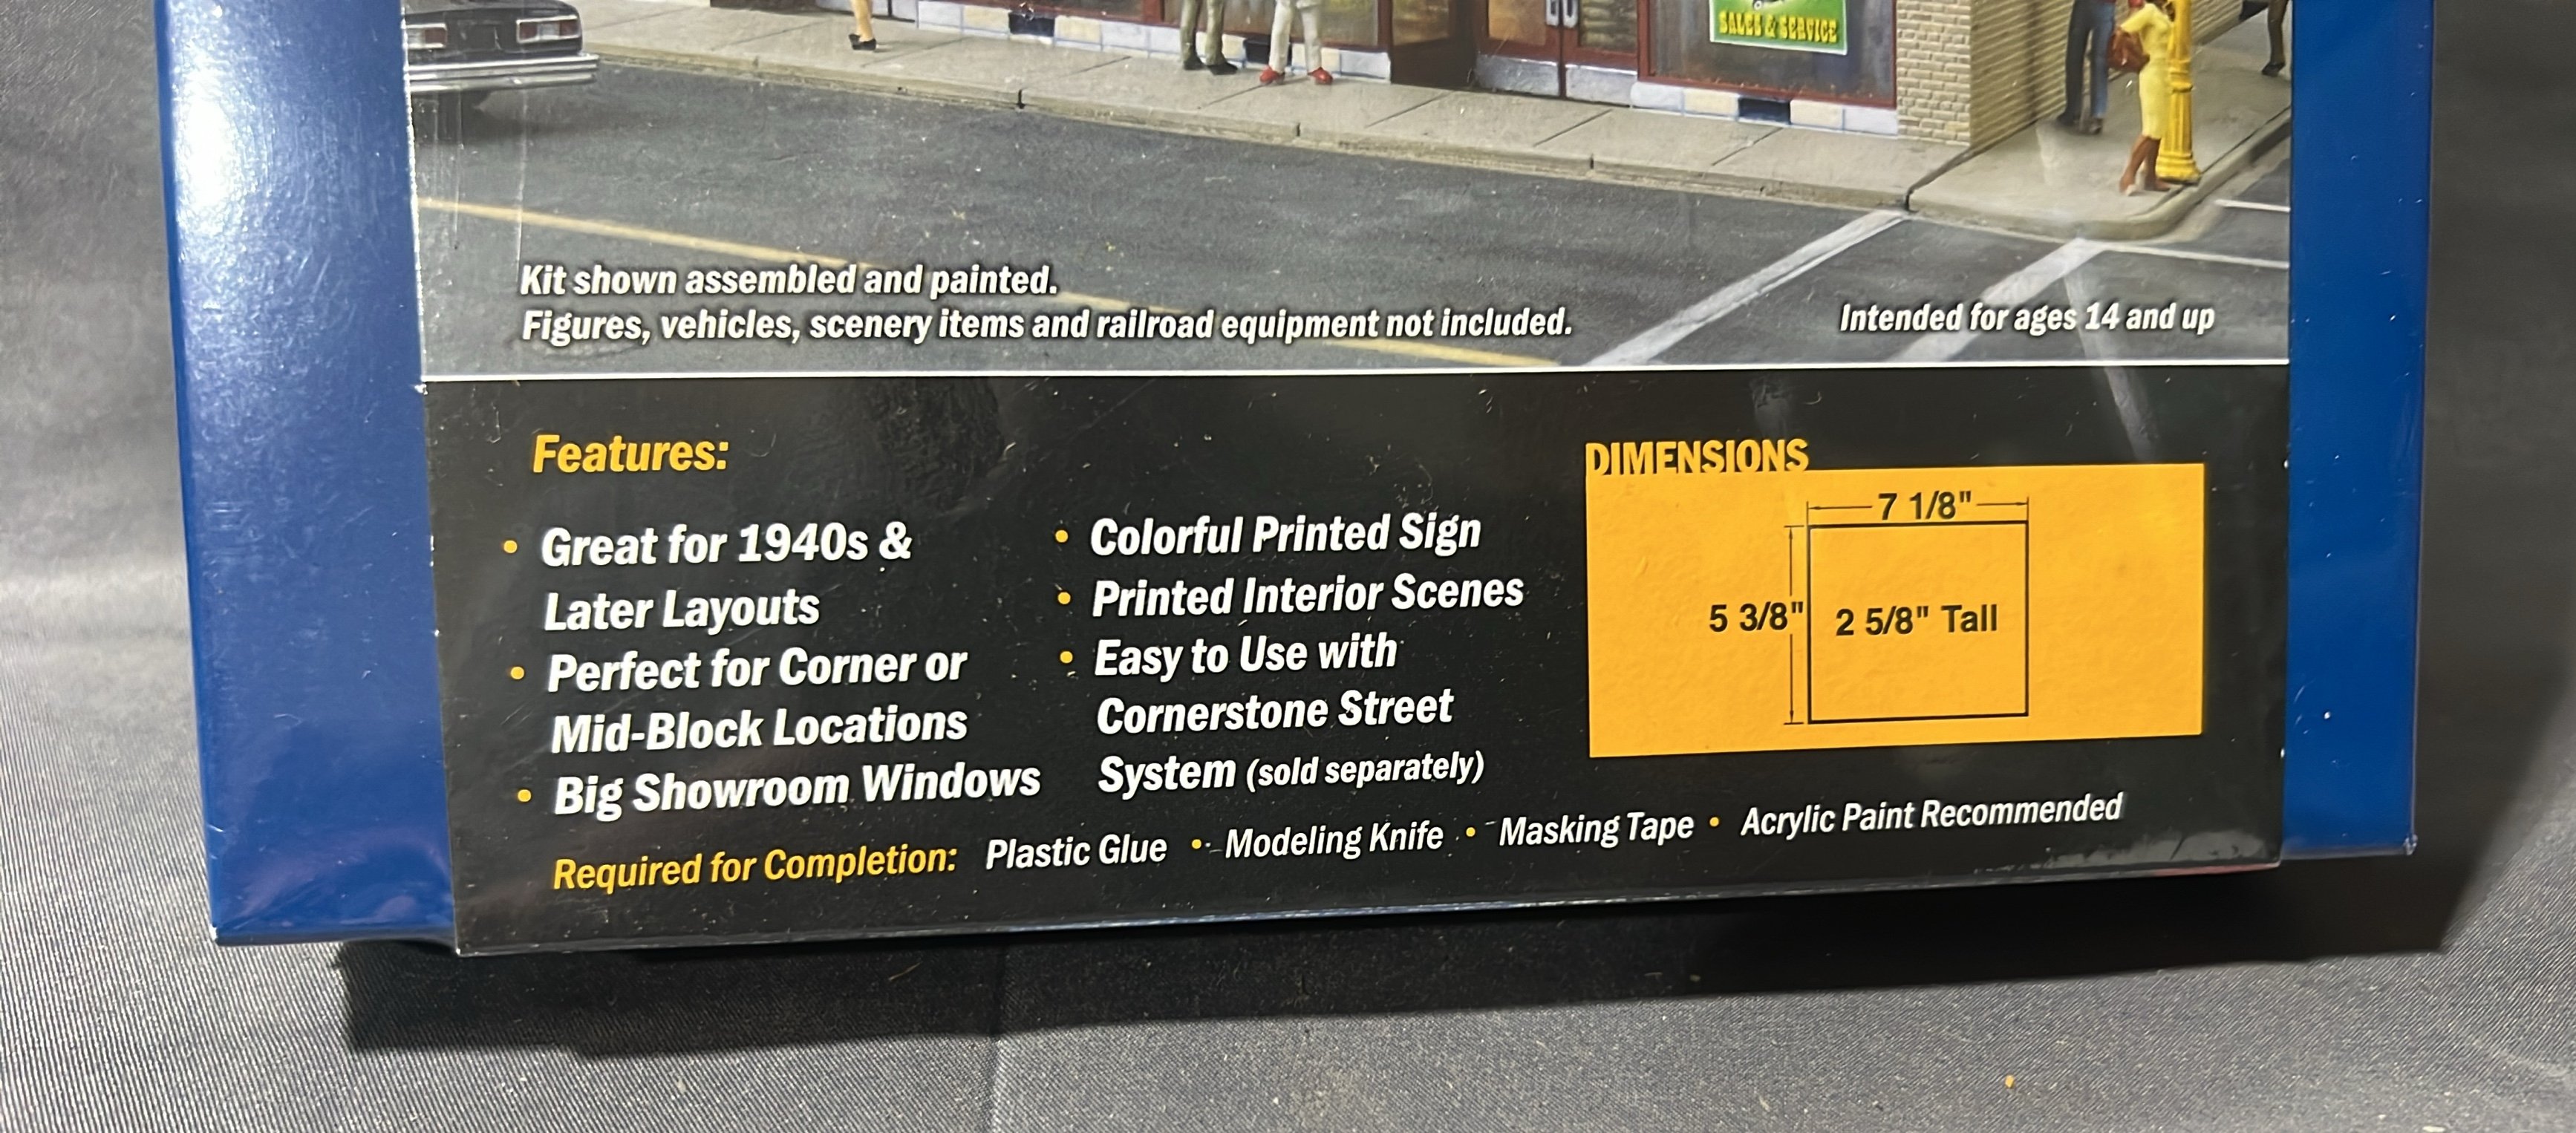 SALES & SERVICE
Kit shown assembled and painted.
Figures, vehicles, scenery items and railroad equipment not included.
Intended for ages 14 and up
Features:
• Great for 1940s &
Later Layouts
• Perfect for Corner or
Mid-Block Locations
• Big Showroom Windows
• Colorful Printed Sign
• Printed Interior Scenes
• Easy to Use with
Cornerstone Street
System (sold separately)
DIMENSIONS
7 1/8"
5 3/8" 2 5/8" Tall
Required for Completion: Plastic Glue • Modeling Knife • Masking Tape • Acrylic Paint Recommended